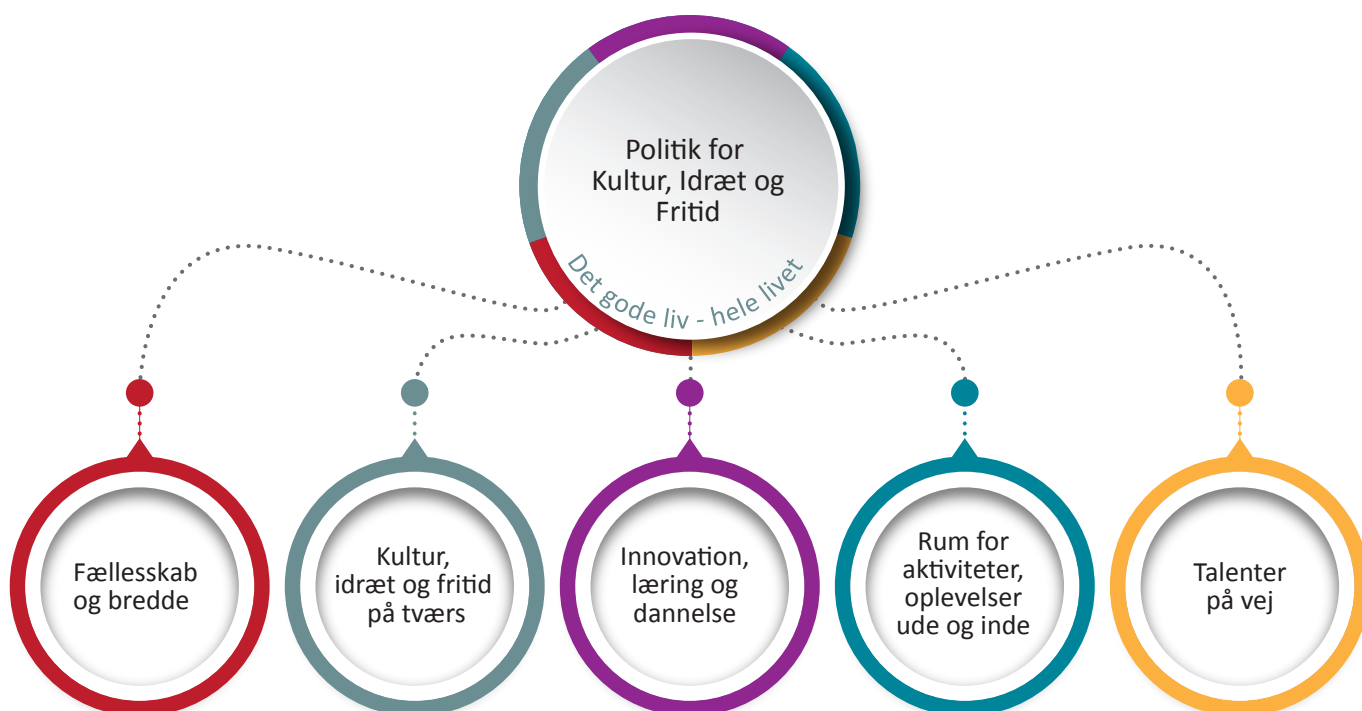 Politik for
Kultur, Idræt og
Fritid
Det gode liv - hele livet
Fællesskab
og bredde
Kultur,
idræt og fritid
på tværs
Innovation,
læring og
dannelse
Rum for
aktiviteter,
oplevelser
ude og inde
Talenter
på vej